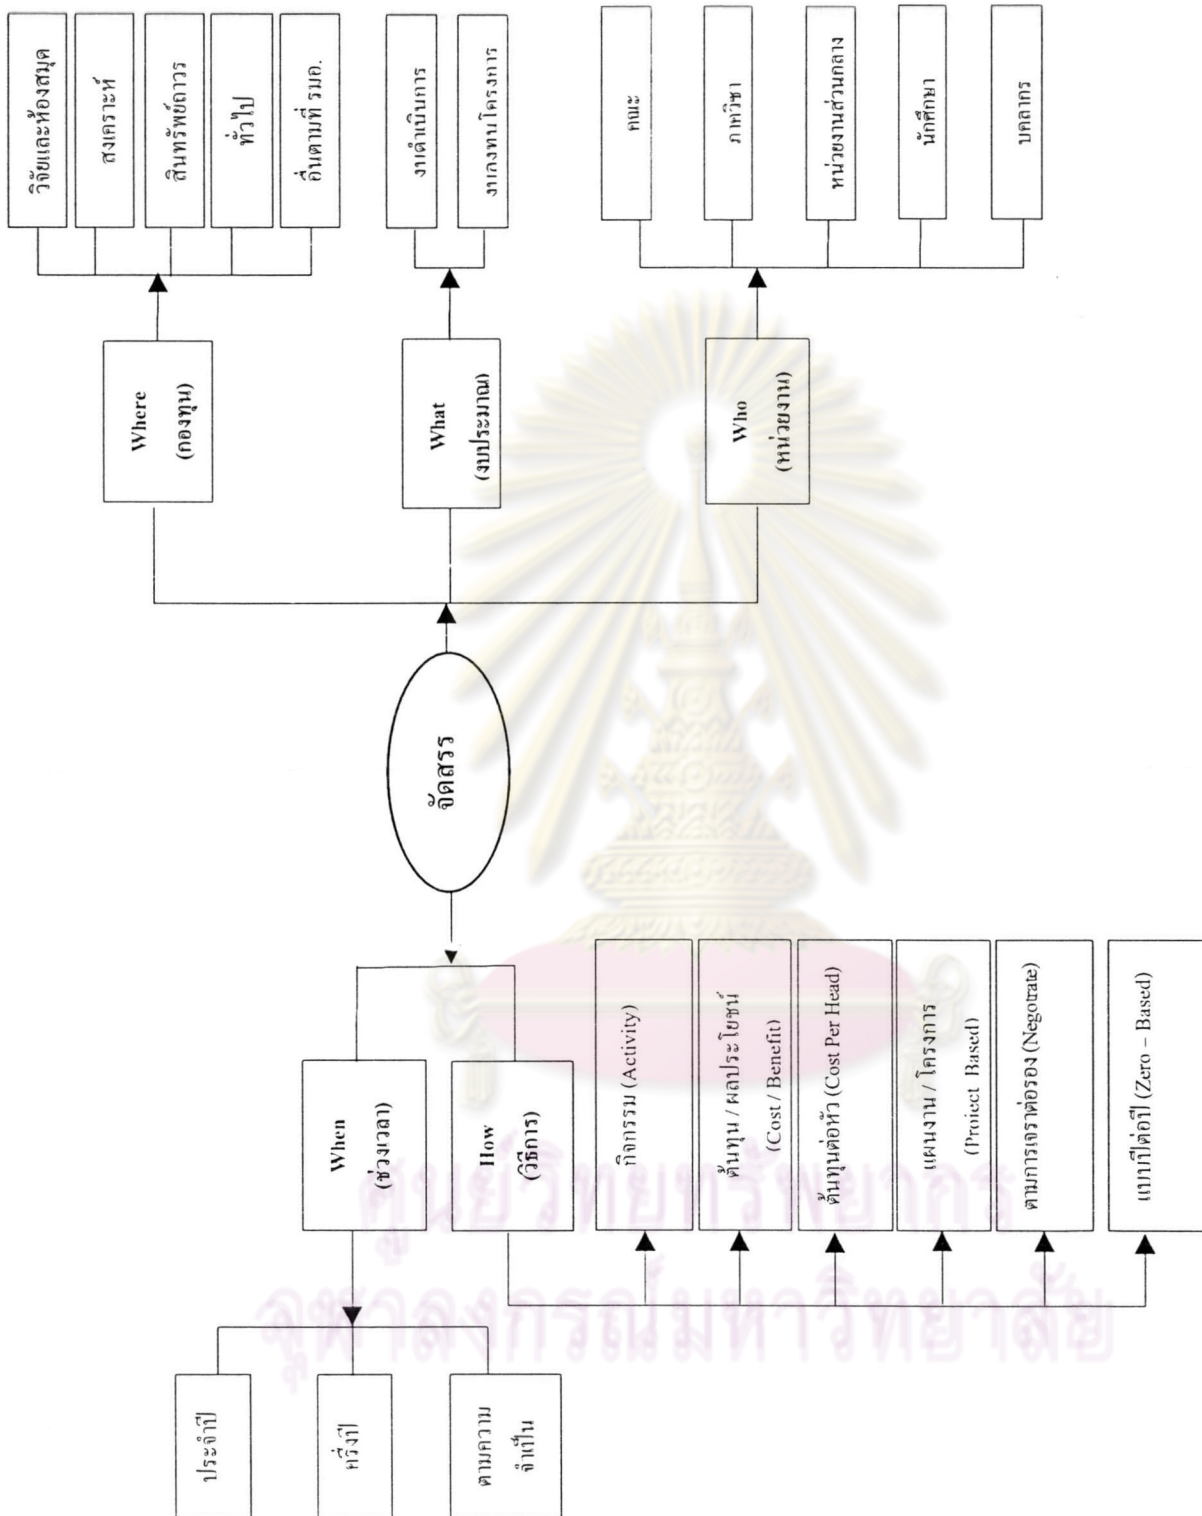 ประจำปี
ครึ่งปี
ตามความ
จำเป็น
When
(ช่วงเวลา)
How
(วิธีการ)
กิจกรรม (Activity)
ต้นทุน / ผลประโยชน์
(Cost / Benefit)
ต้นทุนต่อหัว (Cost Per Head)
แผนงาน / โครงการ
(Project Based)
ตามการเจราต่อรอง (Negotrate)
แบบปีต่อปี (Zero – Based)
จัดสรร
Where
(กองทุน)
What
(งบประมาณ)
Who
(หน่วยงาน)
วิจัยและห้องสมุด
สงเคราะห์
สินทรัพย์ถาวร
ทั่วไป
อื่นตามที่ รมอ.
งบดำเนินการ
งบลงทุนโครงการ
คณะ
ภาควิชา
หน่วยงานส่วนกลาง
นักศึกษา
บุคลากร
ศูนย์วิทยทรัพยากร
จุฬาลงกรณ์มหาวิทยาลัย